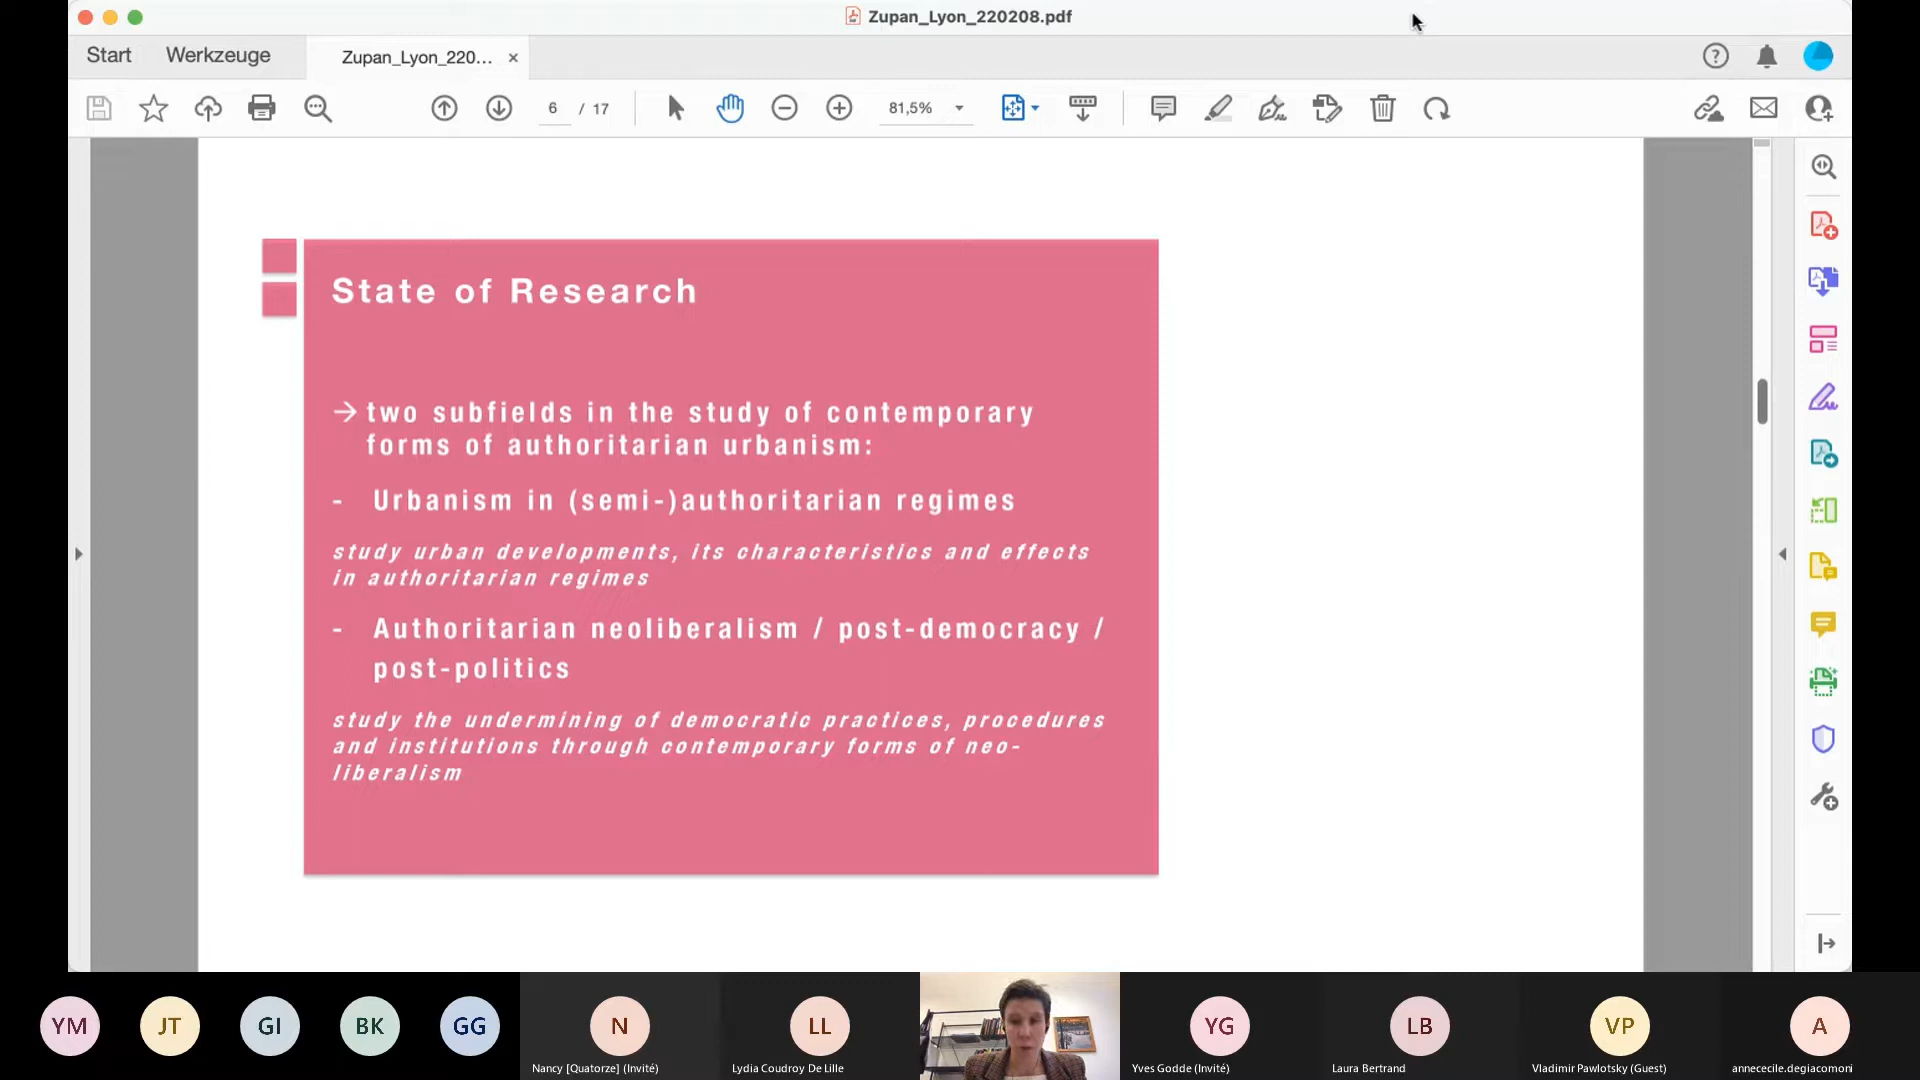 Zupan_Lyon_220208.pdf
Start Werkzeuge Zupan_Lyon_220... ×
6 / 17 81,5%
State of Research
→ two subfields in the study of contemporary
forms of authoritarian urbanism:
- Urbanism in (semi-)authoritarian regimes
study urban developments, its characteristics and effects
in authoritarian regimes
- Authoritarian neoliberalism / post-democracy /
post-politics
study the undermining of democratic practices, procedures
and institutions through contemporary forms of neo-
liberalism
YM JT GI BK GG N LL YG LB VP A
Nancy [Quatorze] (Invité) Lydia Coudroy De Lille Yves Godde (Invité) Laura Bertrand Vladimir Pawlotsky (Guest) annececile.degiacomoni